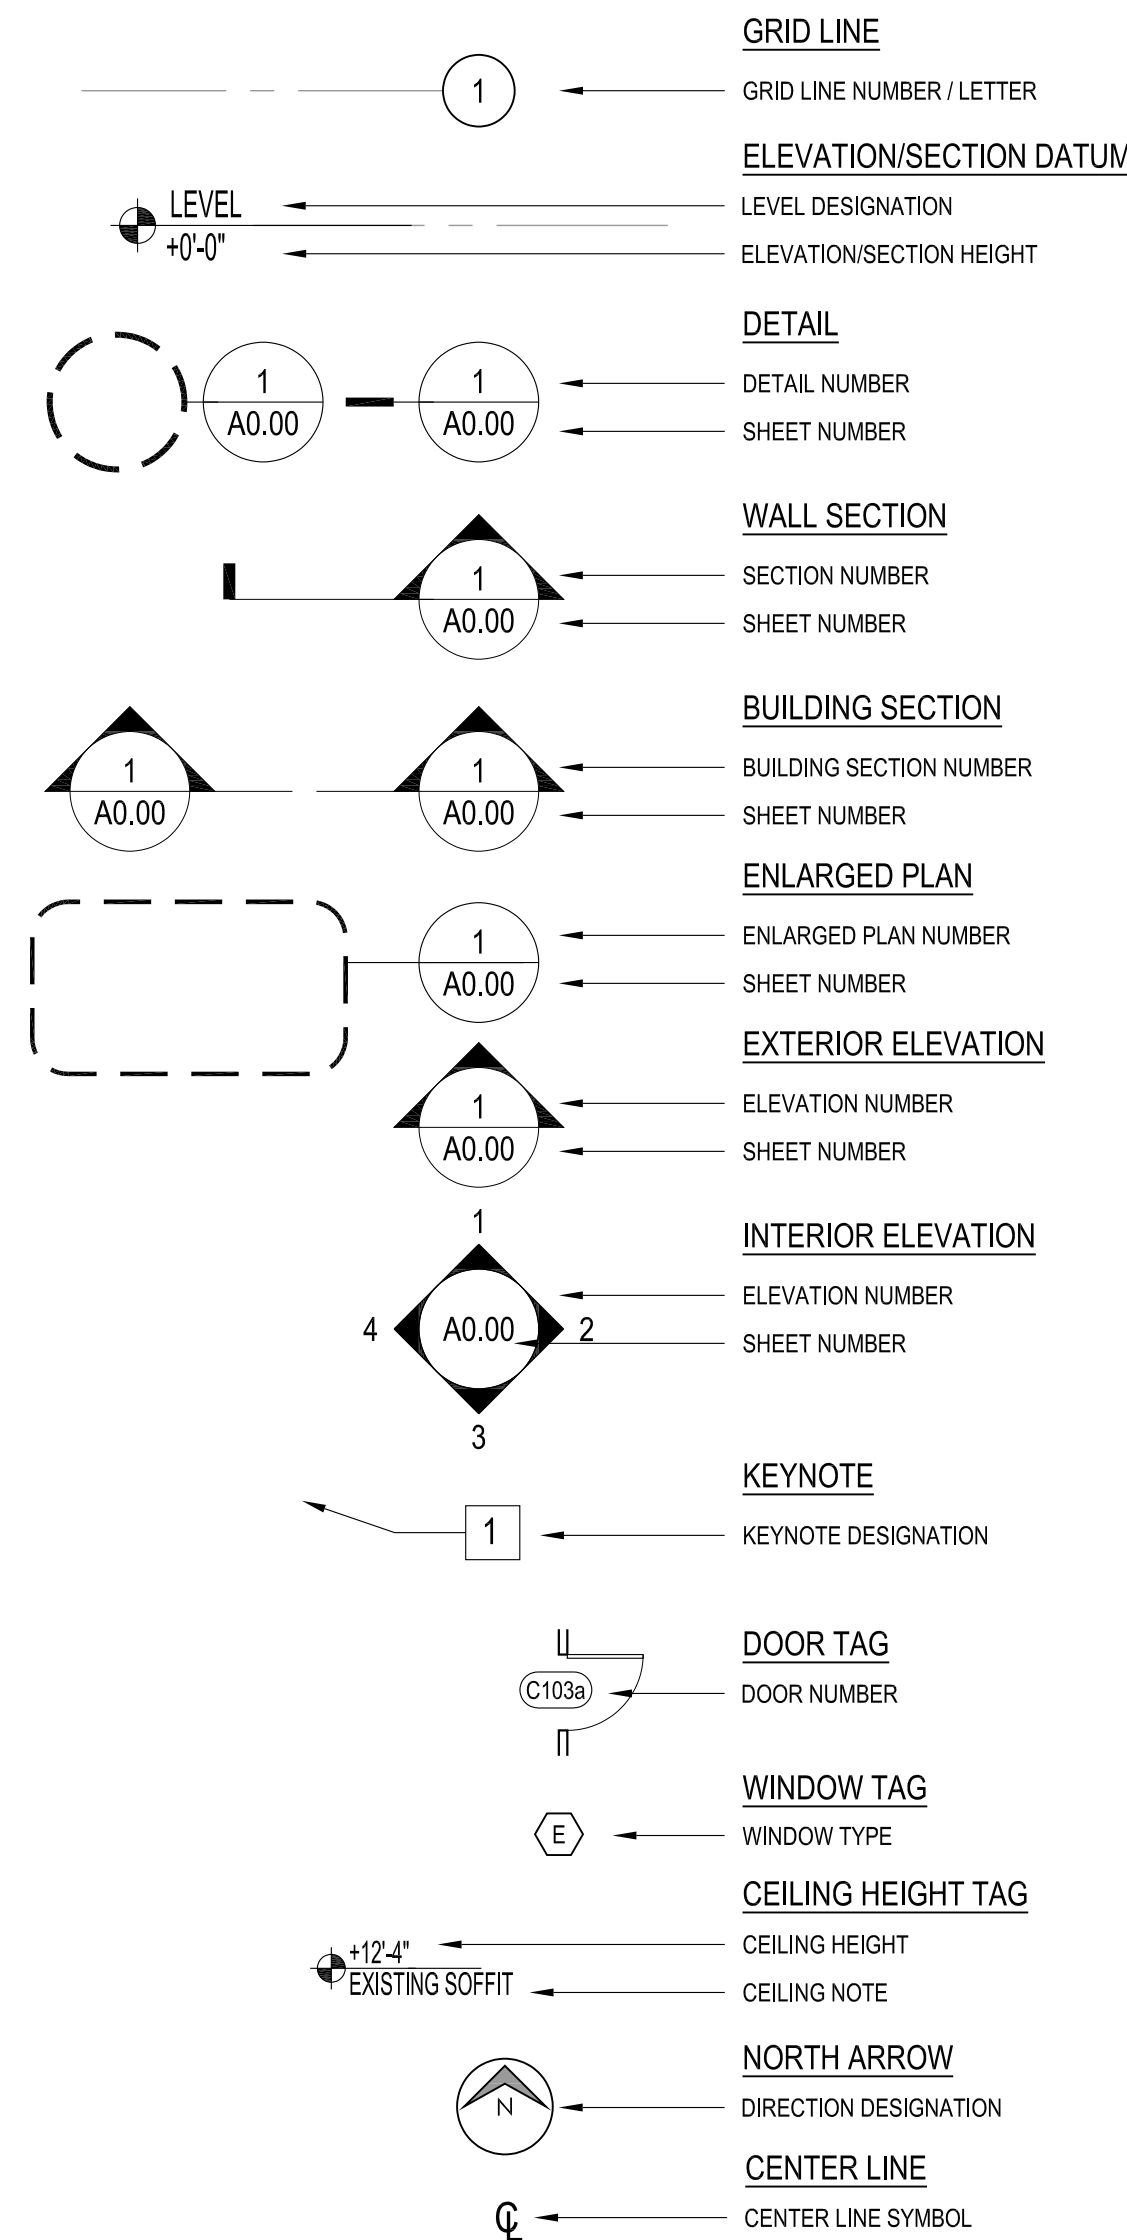 GRID LINE
1
GRID LINE NUMBER / LETTER
ELEVATION/SECTION DATUM
LEVEL
LEVEL DESIGNATION
+0'-0"
ELEVATION/SECTION HEIGHT
DETAIL
1 1
DETAIL NUMBER
A0.00 A0.00
SHEET NUMBER
WALL SECTION
1
SECTION NUMBER
A0.00
SHEET NUMBER
BUILDING SECTION
1 1
BUILDING SECTION NUMBER
A0.00 A0.00
SHEET NUMBER
ENLARGED PLAN
1
ENLARGED PLAN NUMBER
A0.00
SHEET NUMBER
EXTERIOR ELEVATION
1
ELEVATION NUMBER
A0.00
SHEET NUMBER
1
INTERIOR ELEVATION
ELEVATION NUMBER
4 A0.00 2
SHEET NUMBER
3
KEYNOTE
1
KEYNOTE DESIGNATION
DOOR TAG
C103a
DOOR NUMBER
WINDOW TAG
E
WINDOW TYPE
CEILING HEIGHT TAG
+12'-4"
CEILING HEIGHT
EXISTING SOFFIT
CEILING NOTE
NORTH ARROW
N
DIRECTION DESIGNATION
CENTER LINE
℄
CENTER LINE SYMBOL